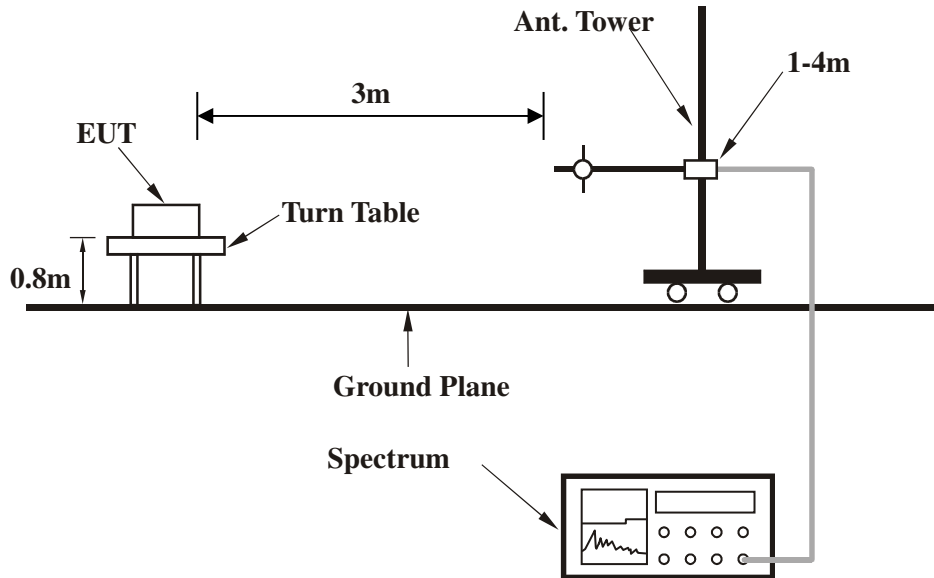 Ant. Tower
1-4m
3m
EUT
Turn Table
0.8m
Ground Plane
Spectrum